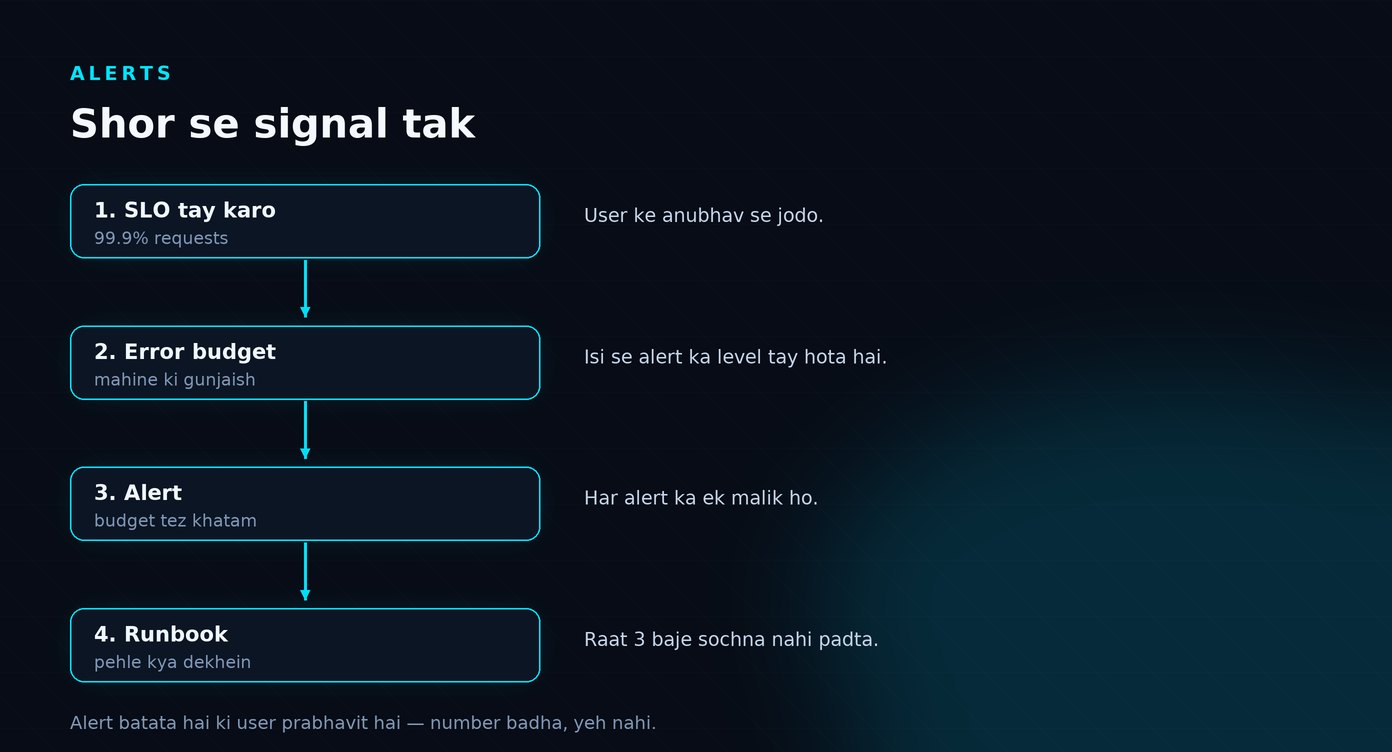 ALERTS
Shor se signal tak
1. SLO tay karo
99.9% requests
User ke anubhav se jodo.
2. Error budget
mahine ki gunjaish
Isi se alert ka level tay hota hai.
3. Alert
budget tez khatam
Har alert ka ek malik ho.
4. Runbook
pehle kya dekhein
Raat 3 baje sochna nahi padta.
Alert batata hai ki user prabhavit hai — number badha, yeh nahi.